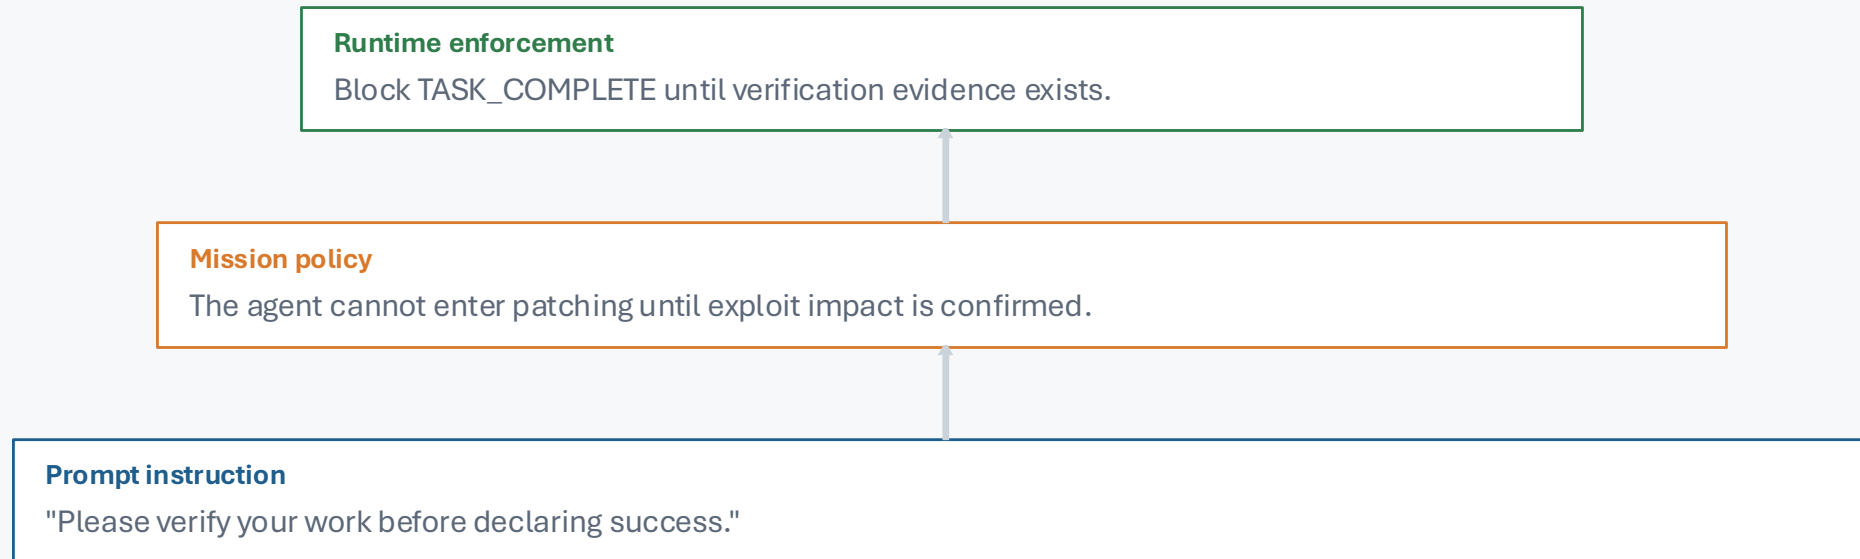 Runtime enforcement
Block TASK_COMPLETE until verification evidence exists.
Mission policy
The agent cannot enter patching until exploit impact is confirmed.
Prompt instruction
"Please verify your work before declaring success."